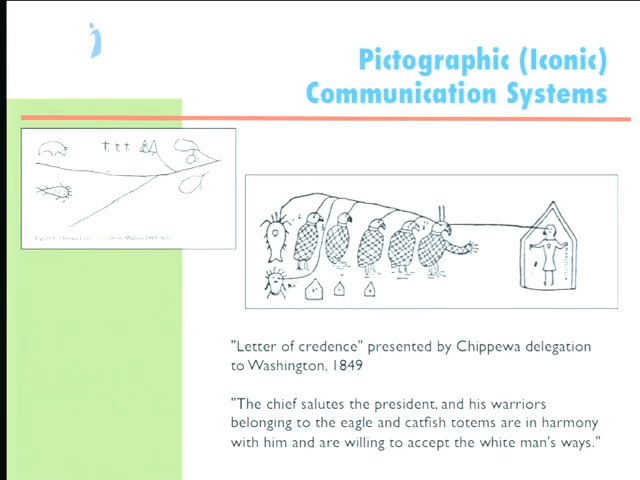 Pictographic (Iconic)
Communication Systems
"Letter of credence" presented by Chippewa delegation
to Washington, 1849
"The chief salutes the president, and his warriors
belonging to the eagle and catfish totems are in harmony
with him and are willing to accept the white man's ways."